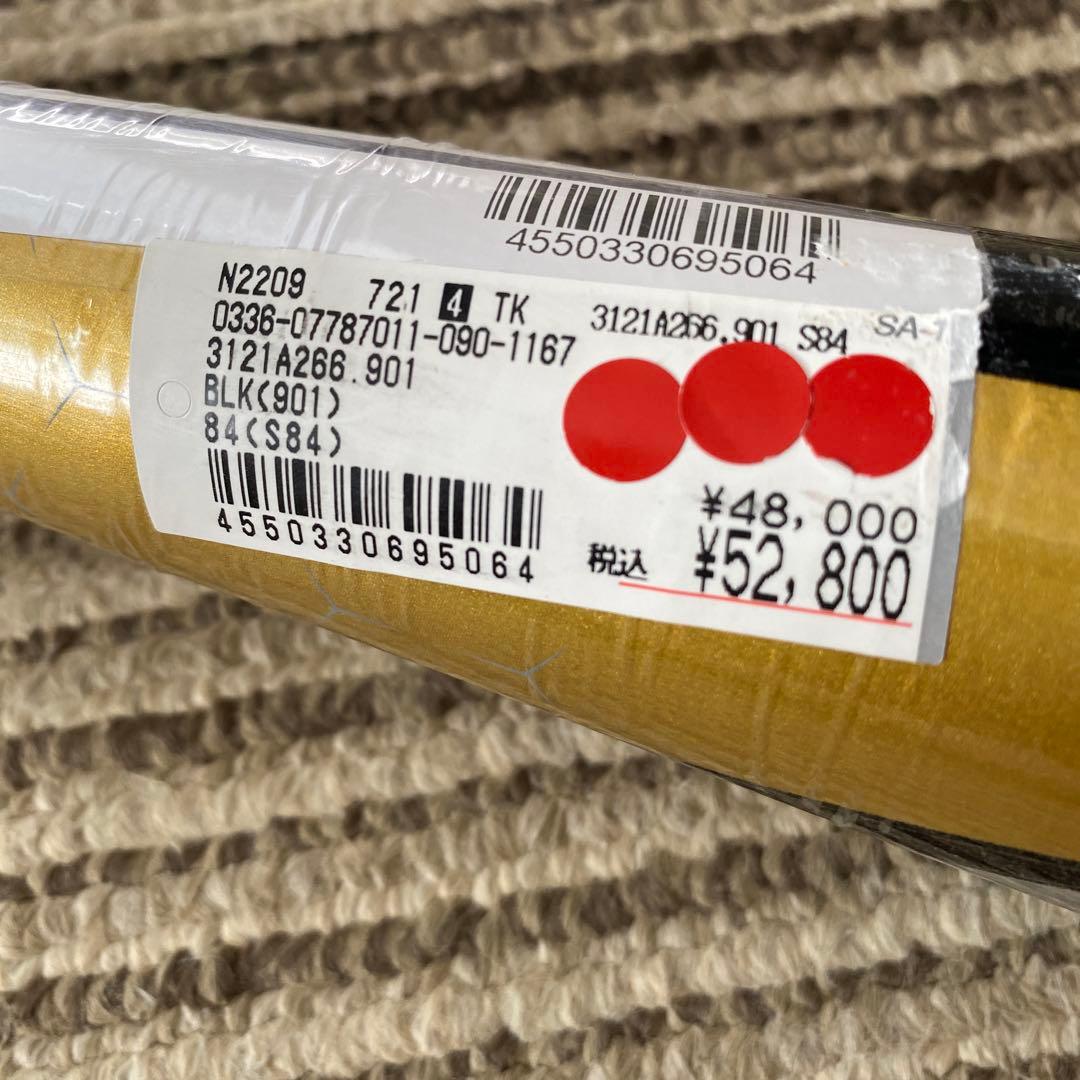 4550330695064
N2209 721 4 TK
0336-07787011-090-1167
3121A266.901
BLK(901)
84(S84)
4550330695064
3121A266.901 S84 SA-1
¥48,000
税込 ¥52,800